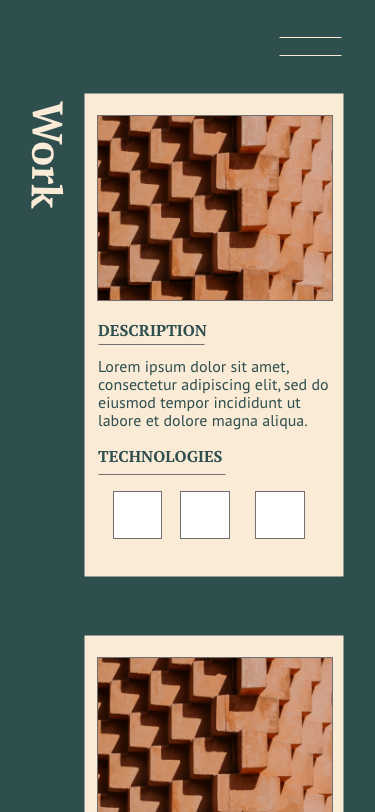 Work
DESCRIPTION
Lorem ipsum dolor sit amet,
consectetur adipiscing elit, sed do
eiusmod tempor incididunt ut
labore et dolore magna aliqua.
TECHNOLOGIES